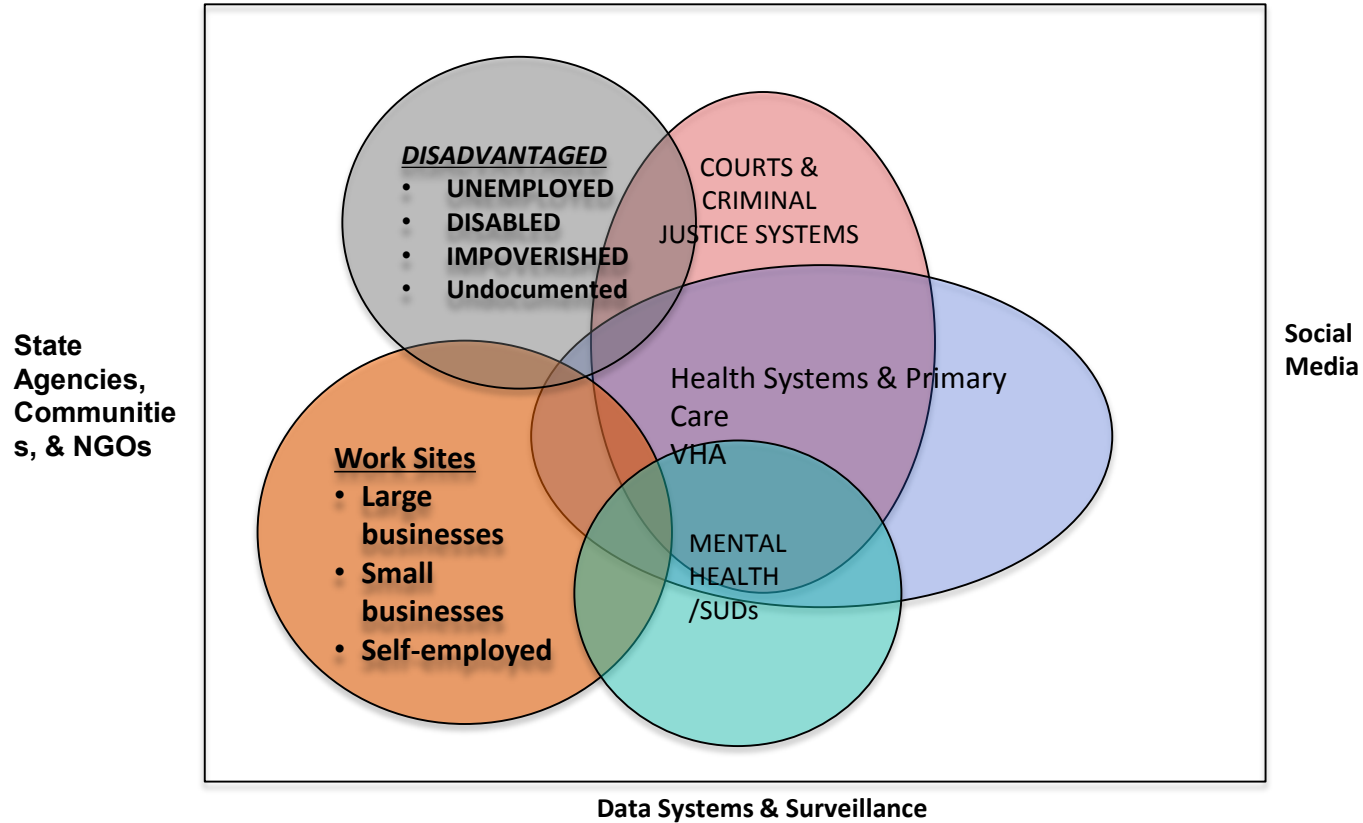 DISADVANTAGED
• UNEMPLOYED
• DISABLED
• IMPOVERISHED
• Undocumented
COURTS &
CRIMINAL
JUSTICE SYSTEMS
State
Agencies,
Communitie
s, & NGOs
Social
Media
Health Systems & Primary
Care
VHA
Work Sites
• Large
businesses
• Small
businesses
• Self-employed
MENTAL
HEALTH
/SUDs
Data Systems & Surveillance